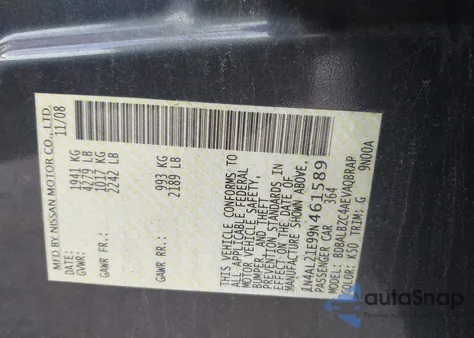 MFD BY NISSAN MOTOR CO., LTD.
11/08
GVWR: 1941 KG
4279 LB
GAWR FR.: 1017 KG
2242 LB
GAWR RR.: 993 KG
2189 LB
THIS VEHICLE CONFORMS TO
ALL APPLICABLE FEDERAL
MOTOR VEHICLE SAFETY,
BUMPER, AND THEFT
PREVENTION STANDARDS IN
EFFECT ON THE DATE OF
MANUFACTURE SHOWN ABOVE.
1N4AL21E99N461589
PASSENGER CAR 364
MODEL: BDBALBZC4AEVAQBRAP
COLOR: K50 TRIM: G 9N00A
autoSnap